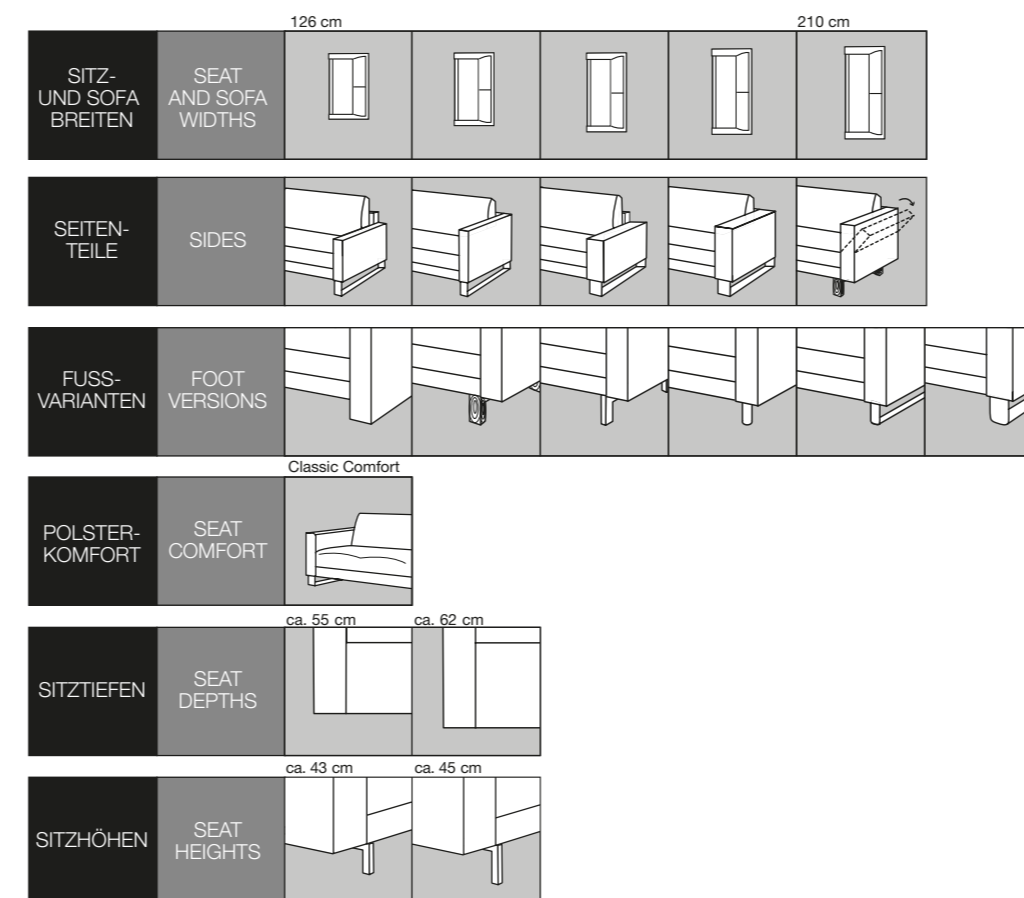 126 cm
210 cm
SITZ-
UND SOFA
BREITEN
SEAT
AND SOFA
WIDTHS
SEITEN-
TEILE
SIDES
FUSS-
VARIANTEN
FOOT
VERSIONS
Classic Comfort
POLSTER-
KOMFORT
SEAT
COMFORT
ca. 55 cm
ca. 62 cm
SITZTIEFEN
SEAT
DEPTHS
ca. 43 cm
ca. 45 cm
SITZHÖHEN
SEAT
HEIGHTS